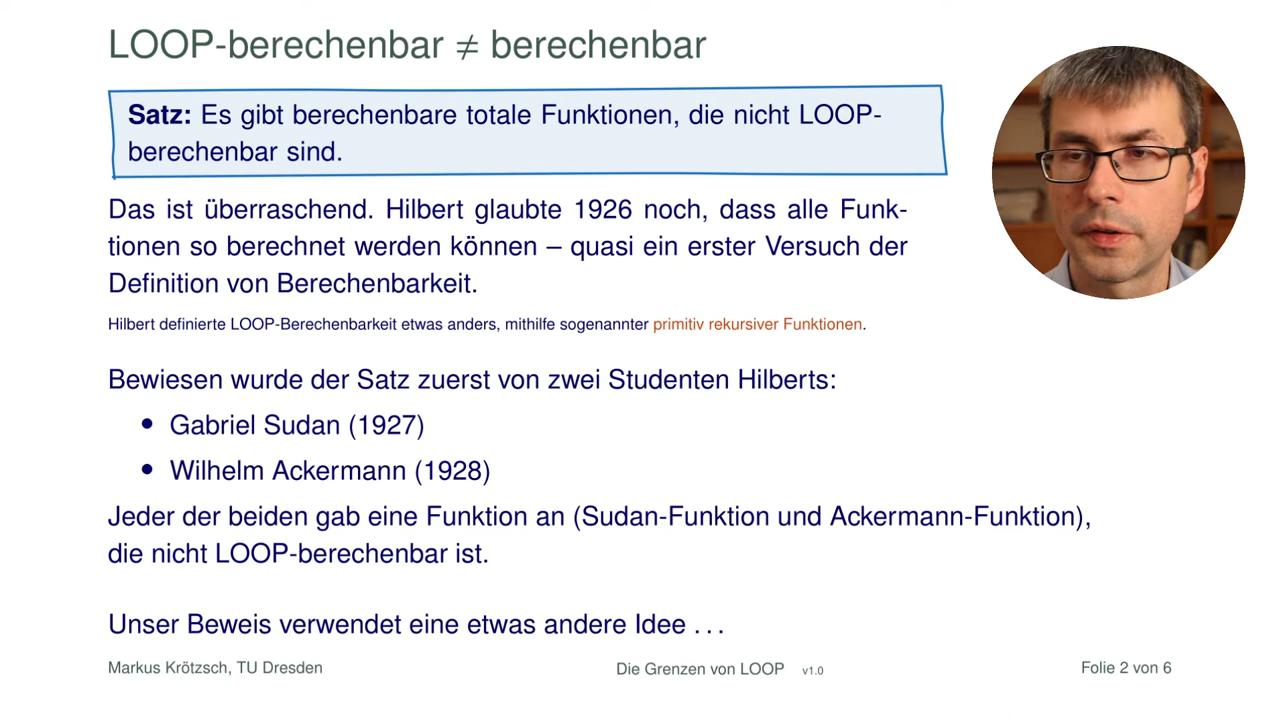 LOOP-berechenbar ≠ berechenbar
Satz: Es gibt berechenbare totale Funktionen, die nicht LOOP-
berechenbar sind.
Das ist überraschend. Hilbert glaubte 1926 noch, dass alle Funk-
tionen so berechnet werden können – quasi ein erster Versuch der
Definition von Berechenbarkeit.
Hilbert definierte LOOP-Berechenbarkeit etwas anders, mithilfe sogenannter primitiv rekursiver Funktionen.
Bewiesen wurde der Satz zuerst von zwei Studenten Hilberts:
• Gabriel Sudan (1927)
• Wilhelm Ackermann (1928)
Jeder der beiden gab eine Funktion an (Sudan-Funktion und Ackermann-Funktion),
die nicht LOOP-berechenbar ist.
Unser Beweis verwendet eine etwas andere Idee . . .
Markus Krötzsch, TU Dresden Die Grenzen von LOOP v1.0 Folie 2 von 6